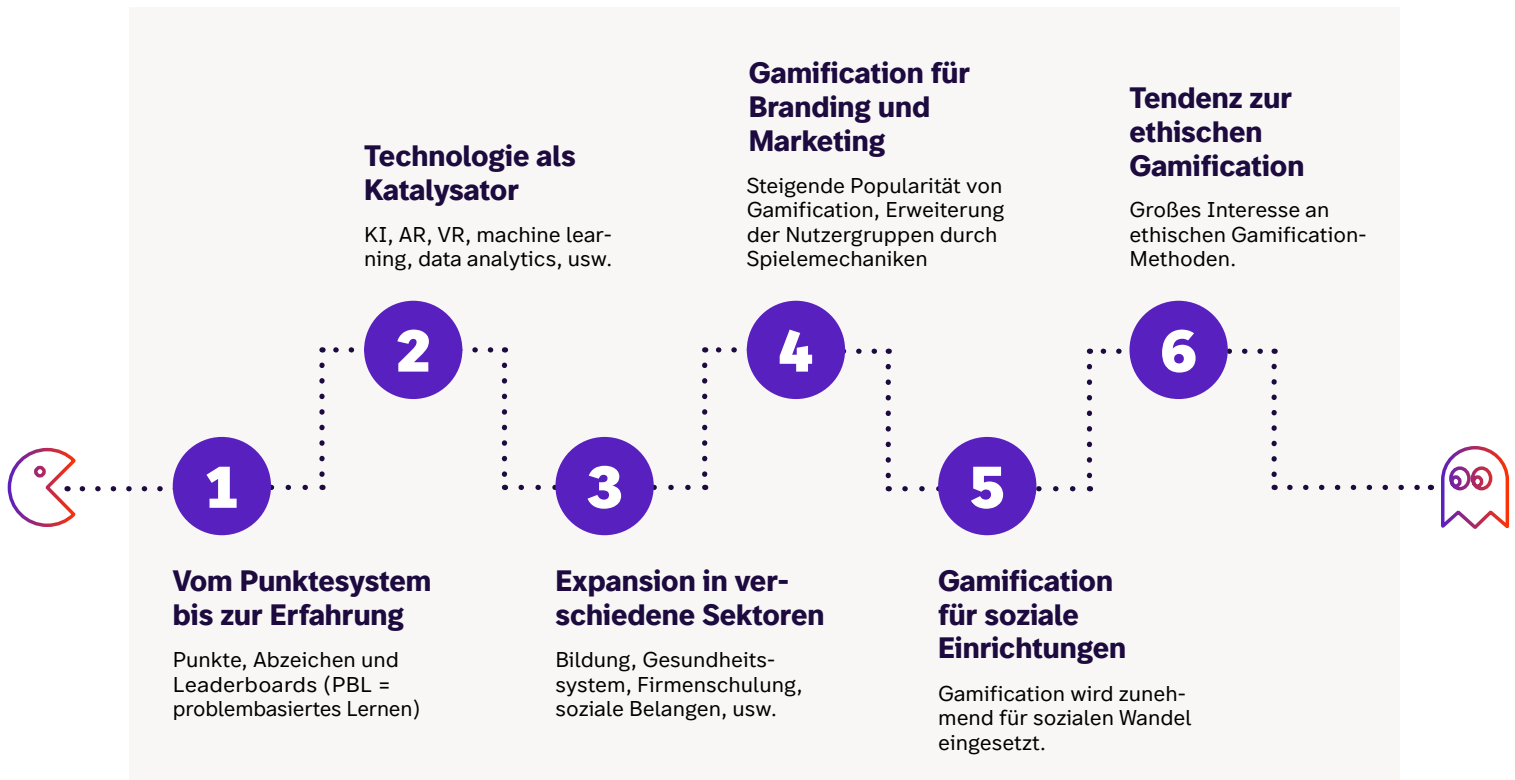 1
Vom Punktesystem
bis zur Erfahrung
Punkte, Abzeichen und
Leaderboards (PBL =
problembasiertes Lernen)
2
Technologie als
Katalysator
KI, AR, VR, machine lear-
ning, data analytics, usw.
3
Expansion in ver-
schiedene Sektoren
Bildung, Gesundheits-
system, Firmenschulung,
soziale Belangen, usw.
4
Gamification für
Branding und
Marketing
Steigende Popularität von
Gamification, Erweiterung
der Nutzergruppen durch
Spielemechaniken
5
Gamification
für soziale
Einrichtungen
Gamification wird zuneh-
mend für sozialen Wandel
eingesetzt.
6
Tendenz zur
ethischen
Gamification
Großes Interesse an
ethischen Gamification-
Methoden.